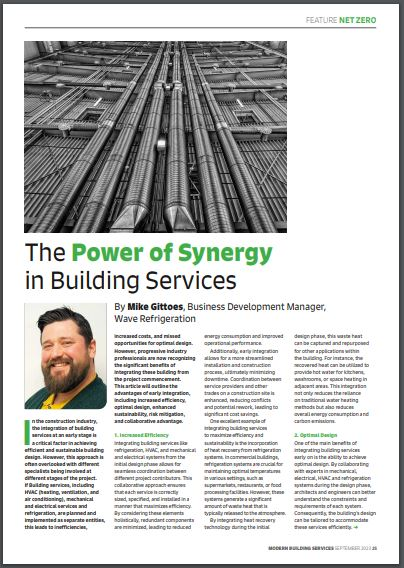 FEATURE NET ZERO
The Power of Synergy
in Building Services
By Mike Gittoes, Business Development Manager,
Wave Refrigeration
In the construction industry,
the integration of building
services at an early stage is
a critical factor in achieving
efficient and sustainable building
design. However, this approach is
often overlooked with different
specialists being involved at
different stages of the project.
If Building services, including
HVAC (heating, ventilation, and
air conditioning), mechanical
and electrical services and
refrigeration, are planned and
implemented as separate entities,
this leads to inefficiencies,
increased costs, and missed
opportunities for optimal design.
However, progressive industry
professionals are now recognizing
the significant benefits of
integrating these building from
the project commencement.
This article will outline the
advantages of early integration,
including increased efficiency,
optimal design, enhanced
sustainability, risk mitigation,
and collaborative advantage.
1. Increased Efficiency
Integrating building services like
refrigeration, HVAC, and mechanical
and electrical systems from the
initial design phase allows for
seamless coordination between
different project contributors. This
collaborative approach ensures
that each service is correctly
sized, specified, and installed in a
manner that maximizes efficiency.
By considering these elements
holistically, redundant components
are minimized, leading to reduced
energy consumption and improved
operational performance.
Additionally, early integration
allows for a more streamlined
installation and construction
process, ultimately minimizing
downtime. Coordination between
service providers and other
trades on a construction site is
enhanced, reducing conflicts
and potential rework, leading to
significant cost savings.
One excellent example of
integrating building services
to maximize efficiency and
sustainability is the incorporation
of heat recovery from refrigeration
systems. In commercial buildings,
refrigeration systems are crucial for
maintaining optimal temperatures
in various settings, such as
supermarkets, restaurants, or food
processing facilities. However, these
systems generate a significant
amount of waste heat that is
typically released to the atmosphere.
By integrating heat recovery
technology during the initial
design phase, this waste heat
can be captured and repurposed
for other applications within
the building. For instance, the
recovered heat can be utilized to
provide hot water for kitchens,
washrooms, or space heating in
adjacent areas. This integration
not only reduces the reliance
on traditional water heating
methods but also reduces
overall energy consumption and
carbon emissions.
2. Optimal Design
One of the main benefits of
integrating building services
early on is the ability to achieve
optimal design. By collaborating
with experts in mechanical,
electrical, HVAC and refrigeration
systems during the design phase,
architects and engineers can better
understand the constraints and
requirements of each system.
Consequently, the building's design
can be tailored to accommodate
these services efficiently. →
MODERN BUILDING SERVICES SEPTEMBER 2023 25